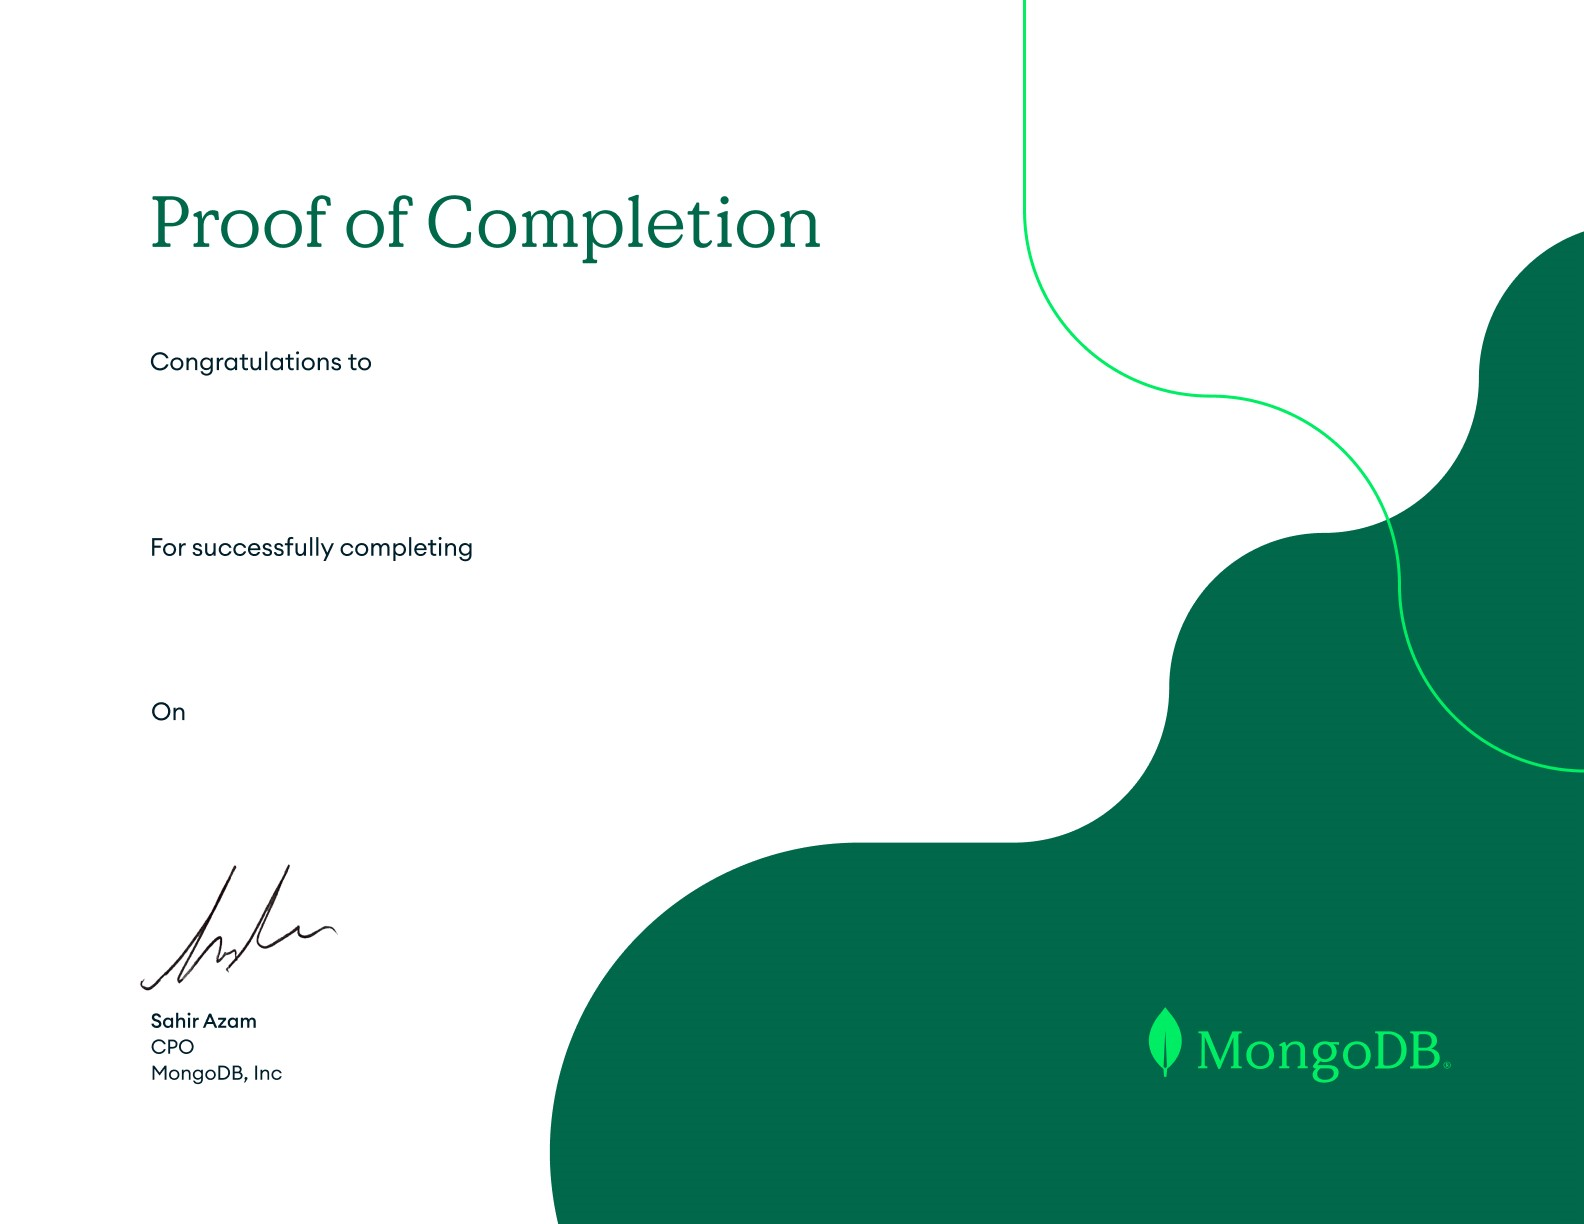 Proof of Completion
Congratulations to
For successfully completing
On
Sahir Azam
CPO
MongoDB, Inc
MongoDB®